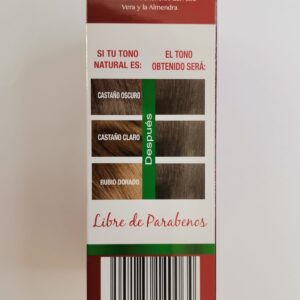 Vera y la Almendra.
SI TU TONO
NATURAL ES:
EL TONO
OBTENIDO SERÁ:
CASTAÑO OSCURO
CASTAÑO CLARO
RUBIO DORADO
Después
Libre de Parabenos